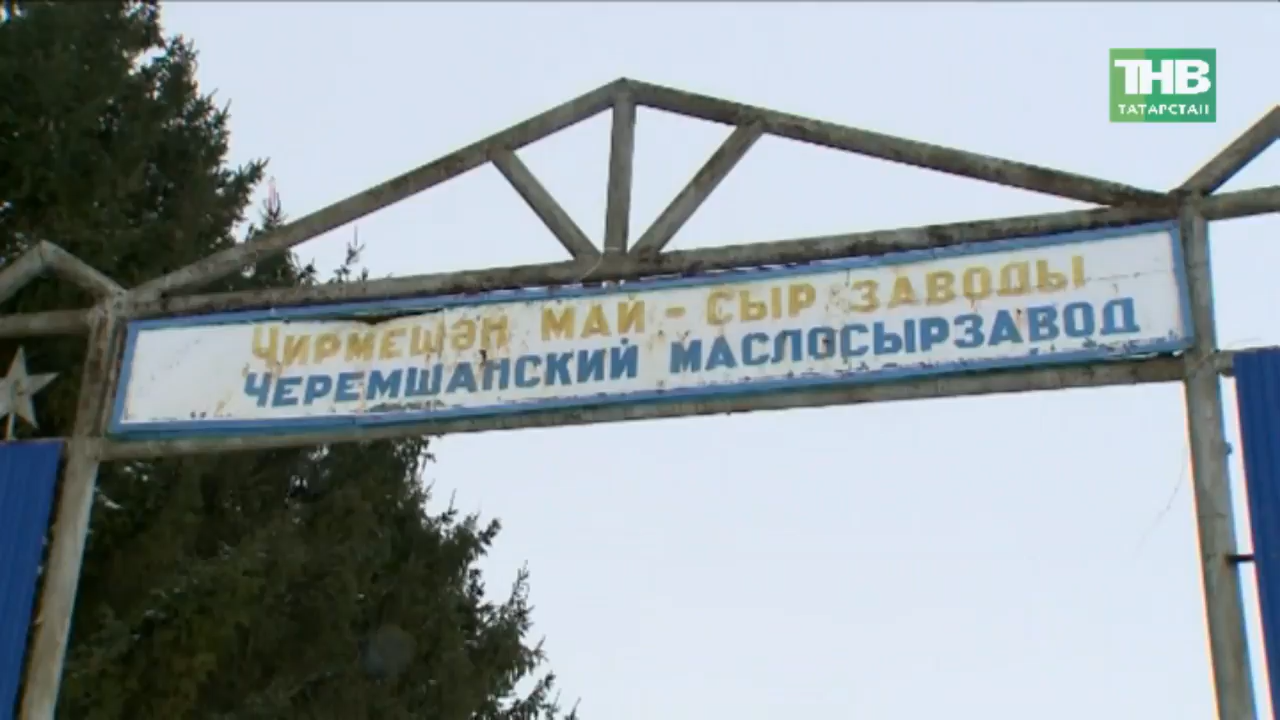 ТНВ
ТАТАРСТАН
ЧИРМЕШӘН МАЙ - СЫР ЗАВОДЫ
ЧЕРЕМШАНСКИЙ МАСЛОСЫРЗАВОД